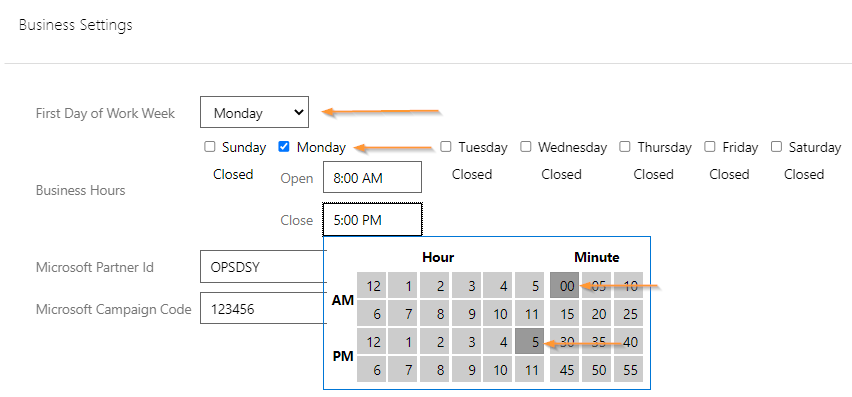 Business Settings
First Day of Work Week Monday
Sunday Monday Tuesday Wednesday Thursday Friday Saturday
Closed Open 8:00 AM Closed Closed Closed Closed Closed
Business Hours
Close 5:00 PM
Hour Minute
Microsoft Partner Id OPSDSY
AM 12 1 2 3 4 5 00 05 10
6 7 8 9 10 11 15 20 25
Microsoft Campaign Code 123456
PM 12 1 2 3 4 5 30 35 40
6 7 8 9 10 11 45 50 55